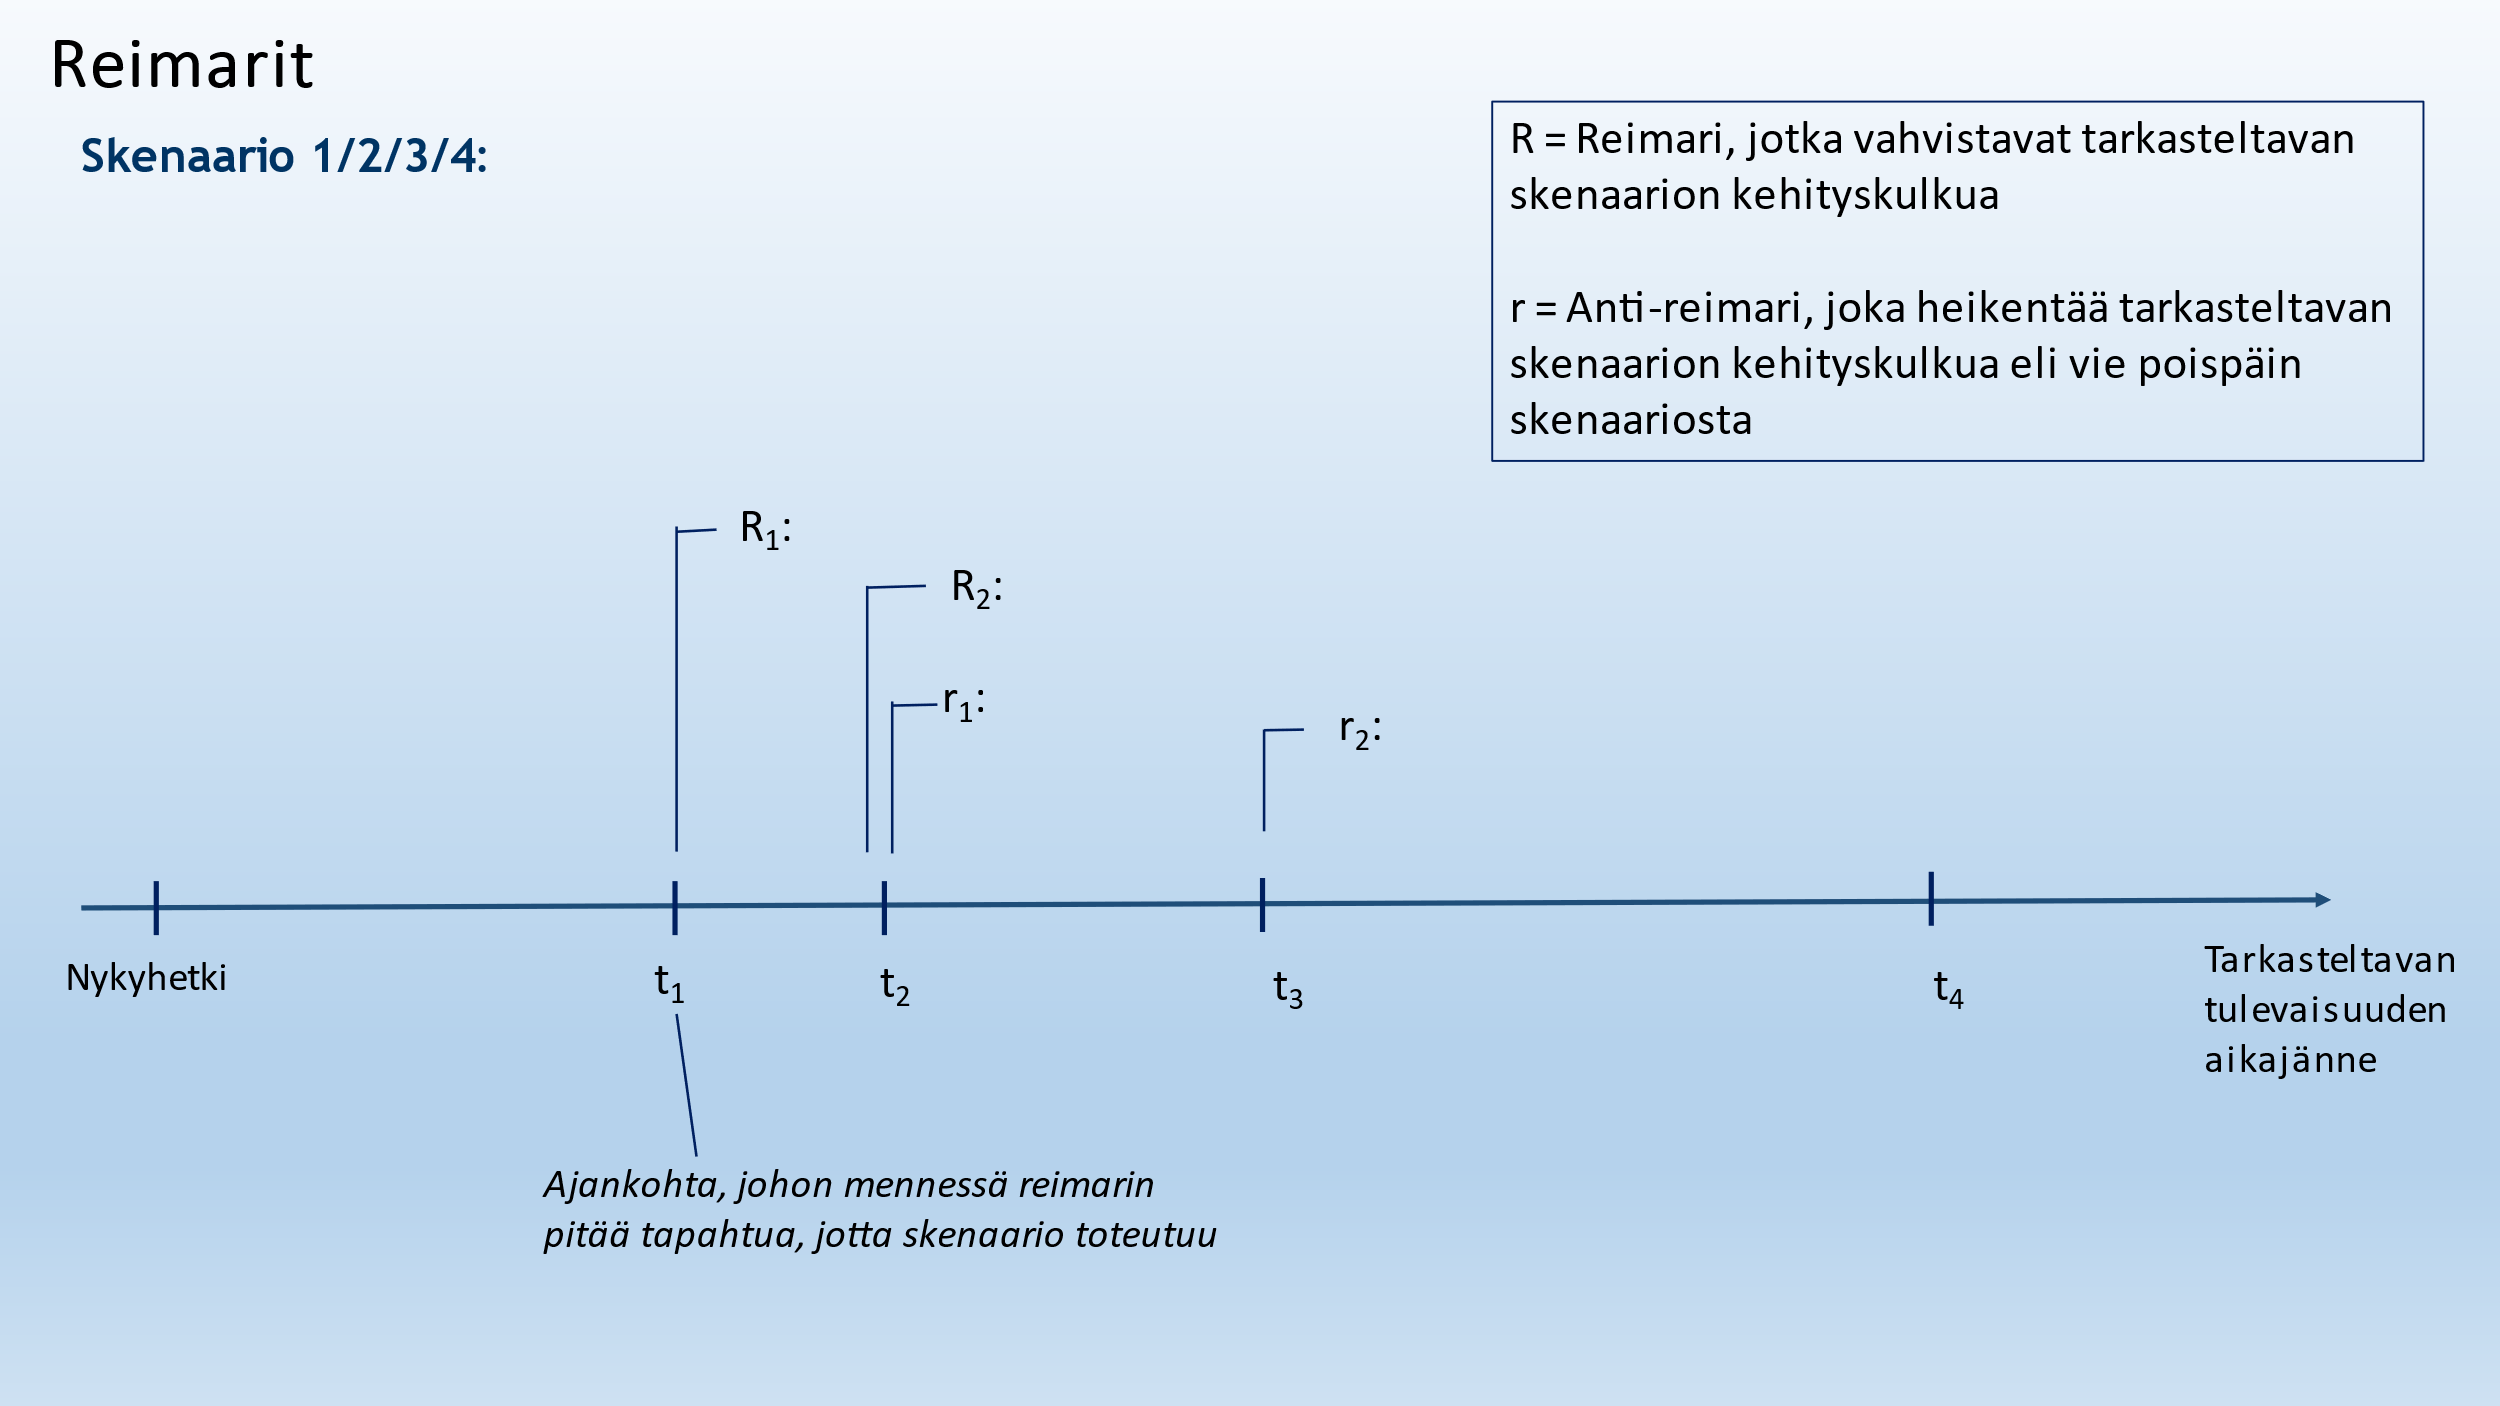 Reimarit
Skenaario 1/2/3/4:
R = Reimari, jotka vahvistavat tarkasteltavan
skenaarion kehityskulkua
r = Anti-reimari, joka heikentää tarkasteltavan
skenaarion kehityskulkua eli vie poispäin
skenaariosta
R₁:
R₂:
r₁:
r₂:
Nykyhetki
t₁
t₂
t₃
t₄
Tarkasteltavan
tulevaisuuden
aikajänne
Ajankohta, johon mennessä reimarin
pitää tapahtua, jotta skenaario toteutuu